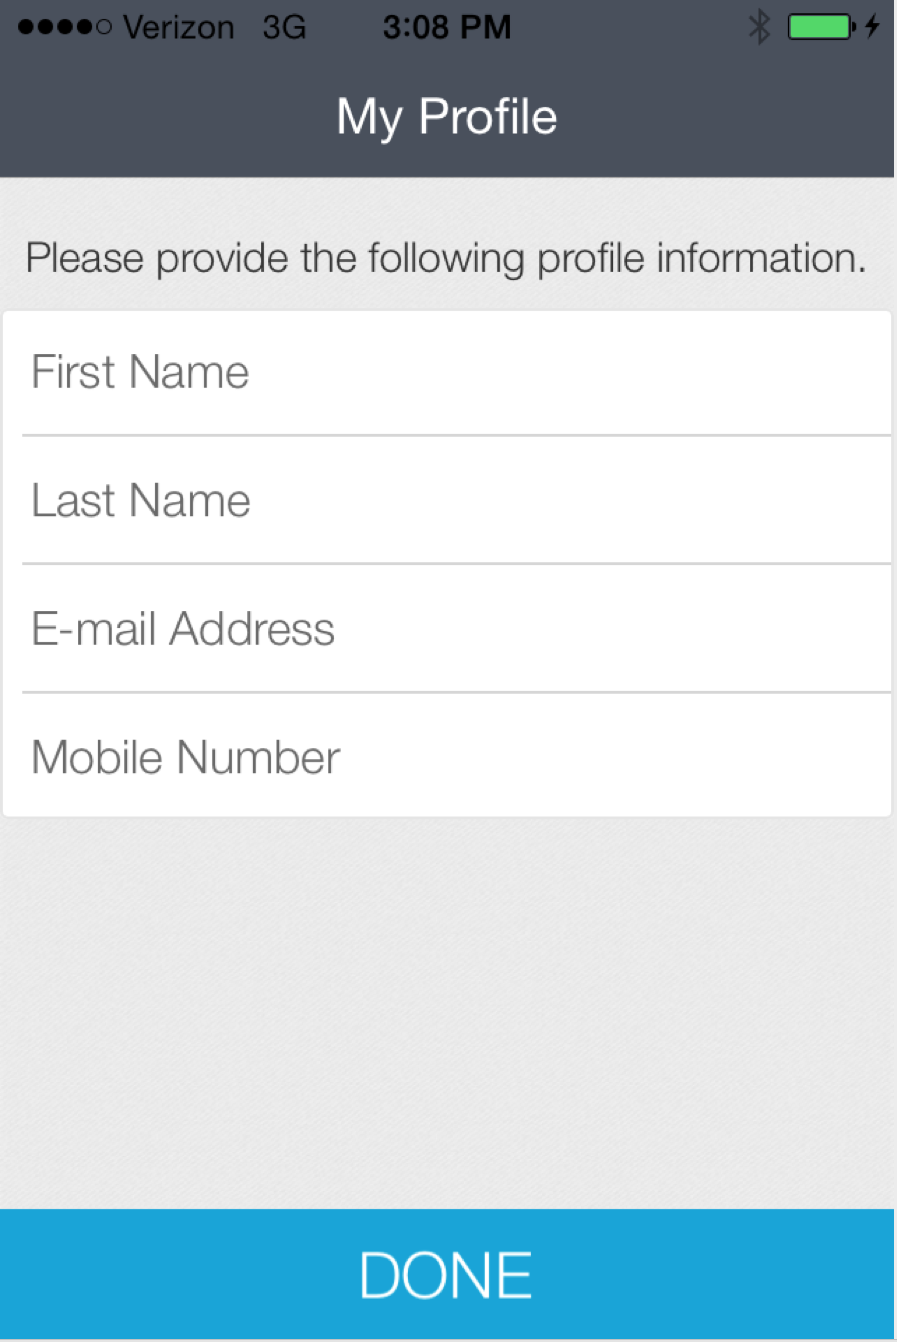 Verizon 3G 3:08 PM
My Profile
Please provide the following profile information.
First Name
Last Name
E-mail Address
Mobile Number
DONE